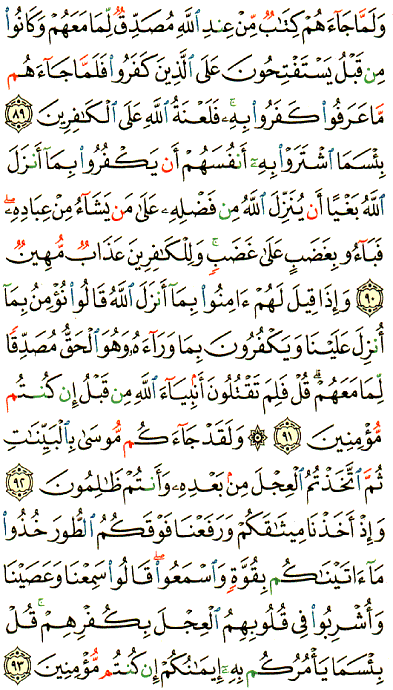 وَلَمَّا جَآءَهُمْ كِتَٰبٌ مِّنْ عِندِ ٱللَّهِ مُصَدِّقٌ لِّمَا مَعَهُمْ وَكَانُوا۟
مِن قَبْلُ يَسْتَفْتِحُونَ عَلَى ٱلَّذِينَ كَفَرُوا۟ فَلَمَّا جَآءَهُم
مَّا عَرَفُوا۟ كَفَرُوا۟ بِهِۦ ۚ فَلَعْنَةُ ٱللَّهِ عَلَى ٱلْكَٰفِرِينَ ٨٩
بِئْسَمَا ٱشْتَرَوْا۟ بِهِۦٓ أَنفُسَهُمْ أَن يَكْفُرُوا۟ بِمَآ أَنزَلَ
ٱللَّهُ بَغْيًا أَن يُنَزِّلَ ٱللَّهُ مِن فَضْلِهِۦ عَلَىٰ مَن يَشَآءُ مِنْ عِبَادِهِۦ ۖ
فَبَآءُو بِغَضَبٍ عَلَىٰ غَضَبٍ ۚ وَلِلْكَٰفِرِينَ عَذَابٌ مُّهِينٌ
٩٠ وَإِذَا قِيلَ لَهُمْ ءَامِنُوا۟ بِمَآ أَنزَلَ ٱللَّهُ قَالُوا۟ نُؤْمِنُ بِمَآ
أُنزِلَ عَلَيْنَا وَيَكْفُرُونَ بِمَا وَرَآءَهُۥ وَهُوَ ٱلْحَقُّ مُصَدِّقًا
لِّمَا مَعَهُمْ ۗ قُلْ فَلِمَ تَقْتُلُونَ أَنۢبِيَآءَ ٱللَّهِ مِن قَبْلُ إِن كُنتُم
مُّؤْمِنِينَ ٩١ ۞ وَلَقَدْ جَآءَكُم مُّوسَىٰ بِٱلْبَيِّنَٰتِ
ثُمَّ ٱتَّخَذْتُمُ ٱلْعِجْلَ مِنۢ بَعْدِهِۦ وَأَنتُمْ ظَٰلِمُونَ ٩٢
وَإِذْ أَخَذْنَا مِيثَٰقَكُمْ وَرَفَعْنَا فَوْقَكُمُ ٱلطُّورَ خُذُوا۟
مَآ ءَاتَيْنَٰكُم بِقُوَّةٍ وَٱسْمَعُوا۟ ۖ قَالُوا۟ سَمِعْنَا وَعَصَيْنَا
وَأُشْرِبُوا۟ فِى قُلُوبِهِمُ ٱلْعِجْلَ بِكُفْرِهِمْ ۚ قُلْ
بِئْسَمَا يَأْمُرُكُم بِهِۦٓ إِيمَٰنُكُمْ إِن كُنتُم مُّؤْمِنِينَ ٩٣